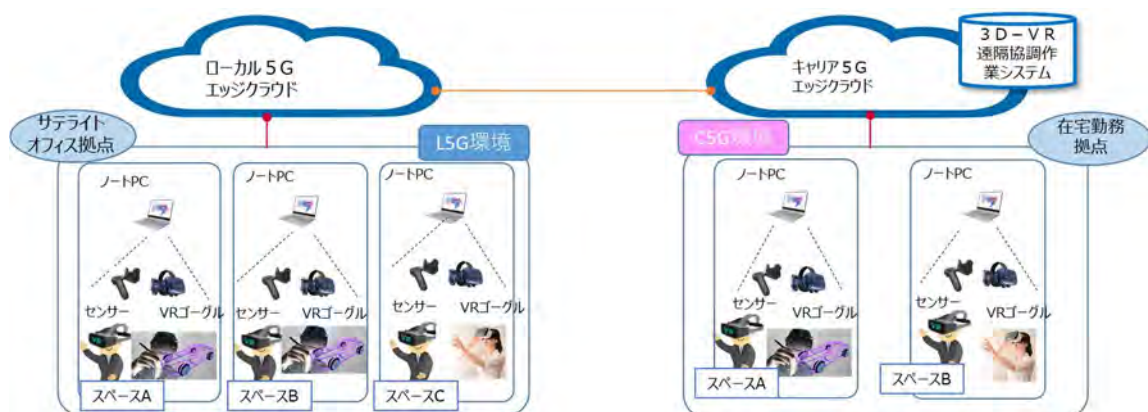 ローカル5G
エッジクラウド
キャリア5G
エッジクラウド
3D-VR
遠隔協調作
業システム
サテライト
オフィス拠点
L5G環境
C5G環境
在宅勤務
拠点
ノートPC
センサー
VRゴーグル
スペースA
ノートPC
センサー
VRゴーグル
スペースB
ノートPC
センサー
VRゴーグル
スペースC
ノートPC
センサー
VRゴーグル
スペースA
ノートPC
センサー
VRゴーグル
スペースB